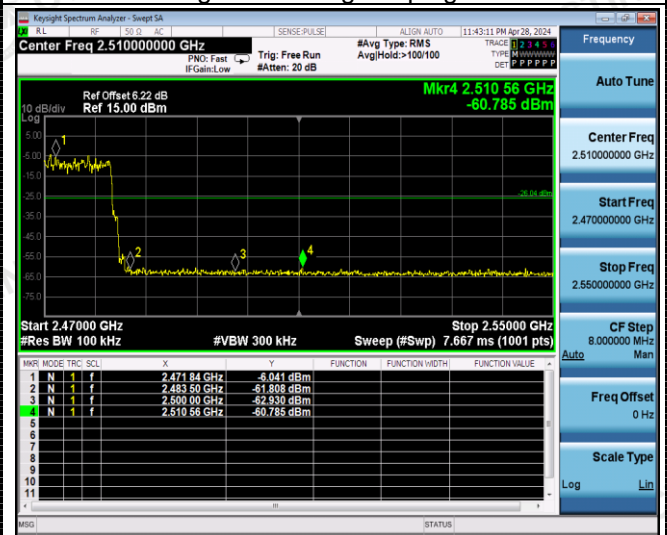 Keysight Spectrum Analyzer - Swept SA
RL RF 50 Ω AC SENSE:PULSE ALIGN AUTO 11:43:11 PM Apr 28, 2024
Center Freq 2.510000000 GHz
PNO: Fast
IFGain:Low
Trig: Free Run
#Atten: 20 dB
#Avg Type: RMS
Avg|Hold:>100/100
TRACE 1 2 3 4 5 6
TYPE M WWWWW
DET P P P P P P
Ref Offset 6.22 dB
Ref 15.00 dBm
10 dB/div
Log
Mkr4 2.510 56 GHz
-60.785 dBm
5.00
-5.00
-15.0
-25.0
-35.0
-45.0
-55.0
-65.0
-75.0
1
2
3
4
-26.04 dBm
Start 2.47000 GHz Stop 2.55000 GHz
#Res BW 100 kHz #VBW 300 kHz Sweep (#Swp) 7.667 ms (1001 pts)
MKR MODE TRC SCL X Y FUNCTION FUNCTION WIDTH FUNCTION VALUE
1 N 1 f 2.471 84 GHz -6.041 dBm
2 N 1 f 2.483 50 GHz -61.808 dBm
3 N 1 f 2.500 00 GHz -62.930 dBm
4 N 1 f 2.510 56 GHz -60.785 dBm
5
6
7
8
9
10
11
MSG STATUS
Frequency
Auto Tune
Center Freq
2.510000000 GHz
Start Freq
2.470000000 GHz
Stop Freq
2.550000000 GHz
CF Step
8.000000 MHz
Auto Man
Freq Offset
0 Hz
Scale Type
Log Lin